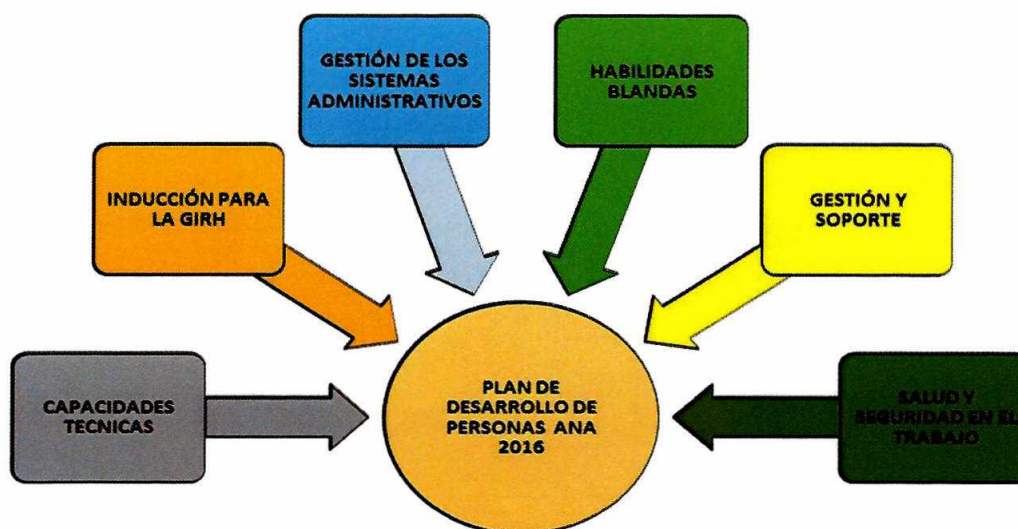 GESTIÓN DE LOS
SISTEMAS
ADMINISTRATIVOS
HABILIDADES
BLANDAS
INDUCCIÓN PARA
LA GIRH
GESTIÓN Y
SOPORTE
CAPACIDADES
TECNICAS
PLAN DE
DESARROLLO DE
PERSONAS ANA
2016
SALUD Y
SEGURIDAD EN EL
TRABAJO